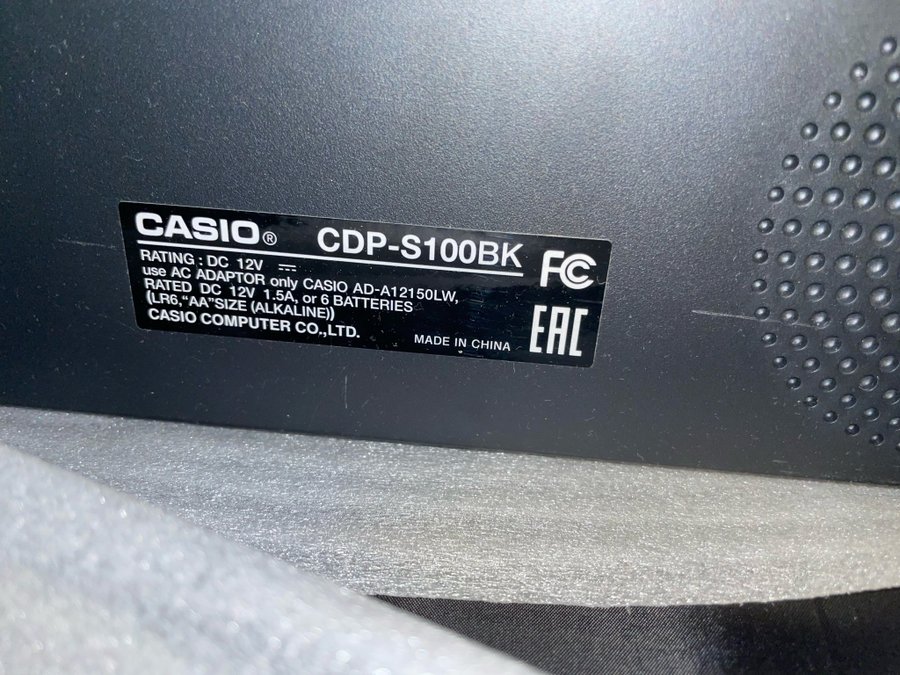 CASIO® CDP-S100BK
RATING : DC 12V ⎓
use AC ADAPTOR only CASIO AD-A12150LW,
RATED DC 12V 1.5A, or 6 BATTERIES
(LR6,“AA”SIZE (ALKALINE))
CASIO COMPUTER CO.,LTD.
MADE IN CHINA
FC
EAC